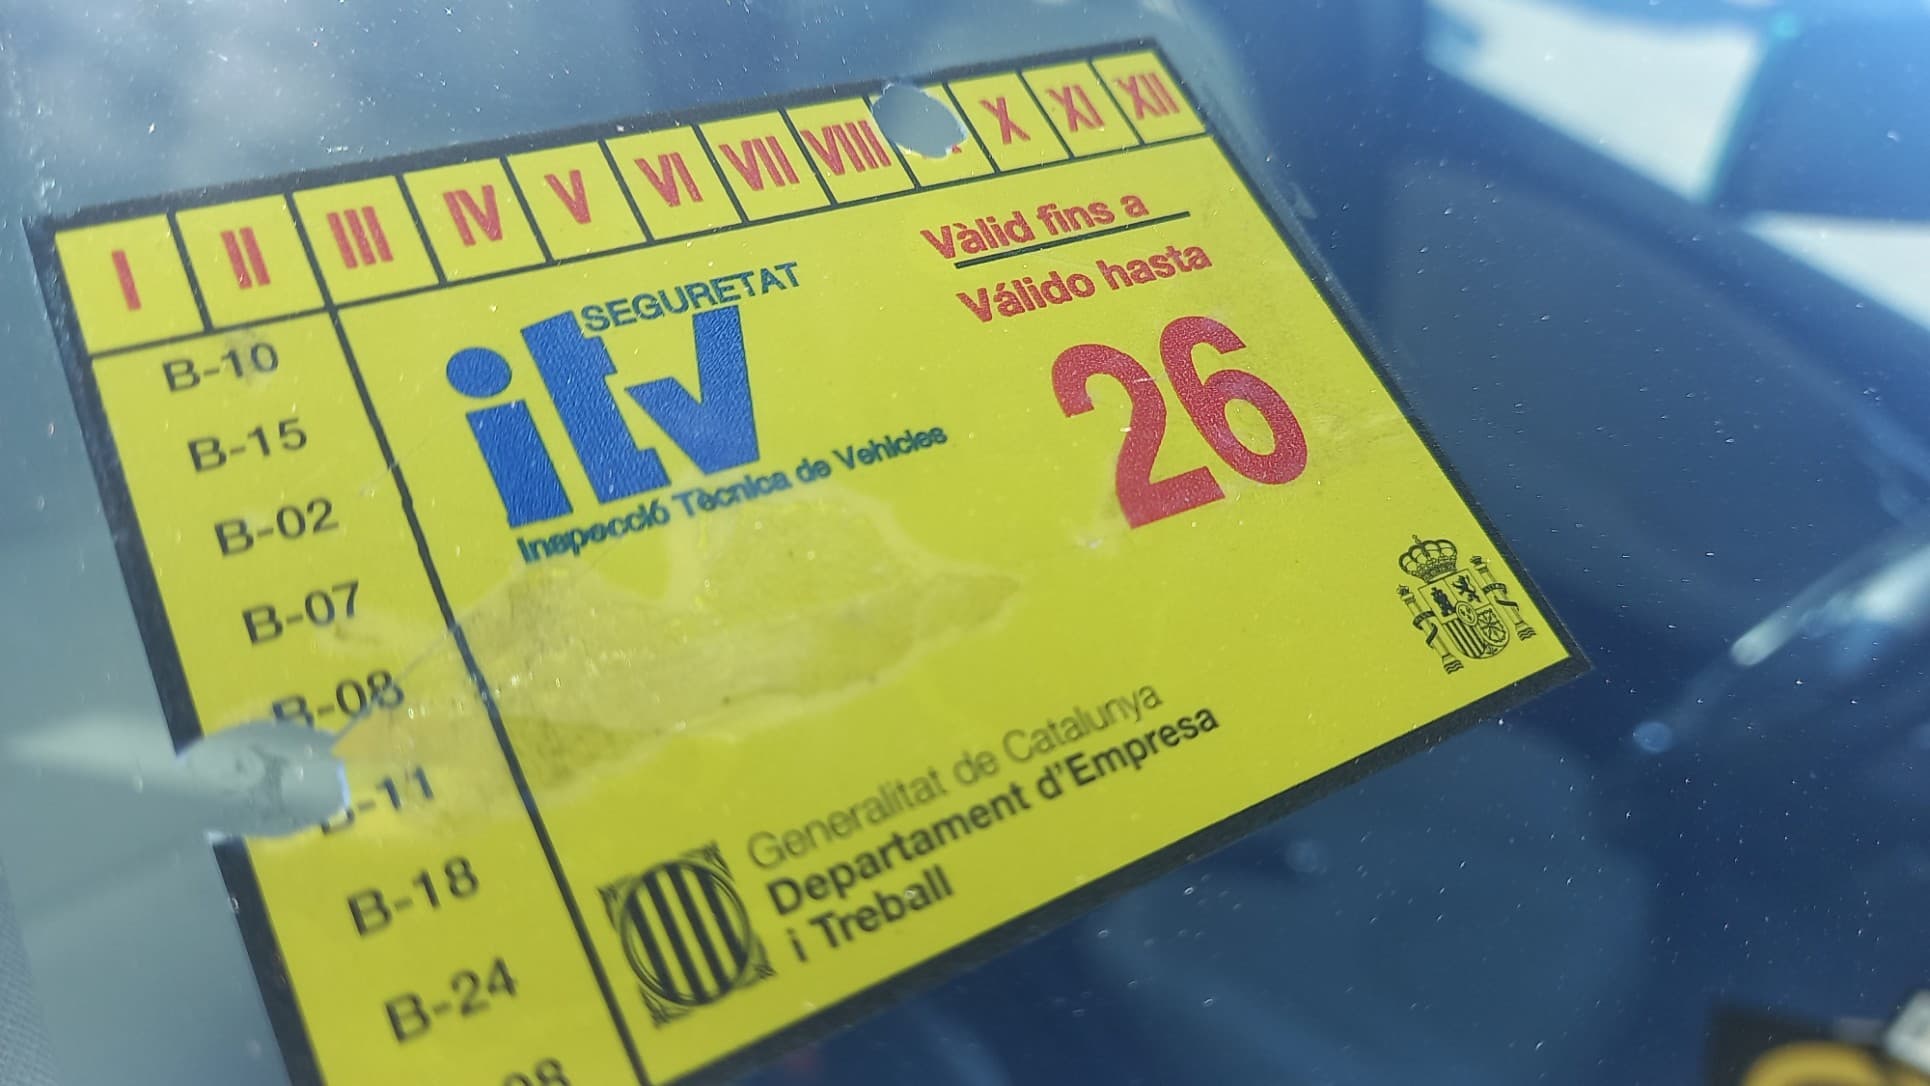 I II III IV V VI VII VIII X XI XII
Vàlid fins a
Válido hasta
26
SEGURETAT
itv
Inspecció Tècnica de Vehicles
B-10
B-15
B-02
B-07
B-08
B-11
B-18
B-24
Generalitat de Catalunya
Departament d'Empresa
i Treball